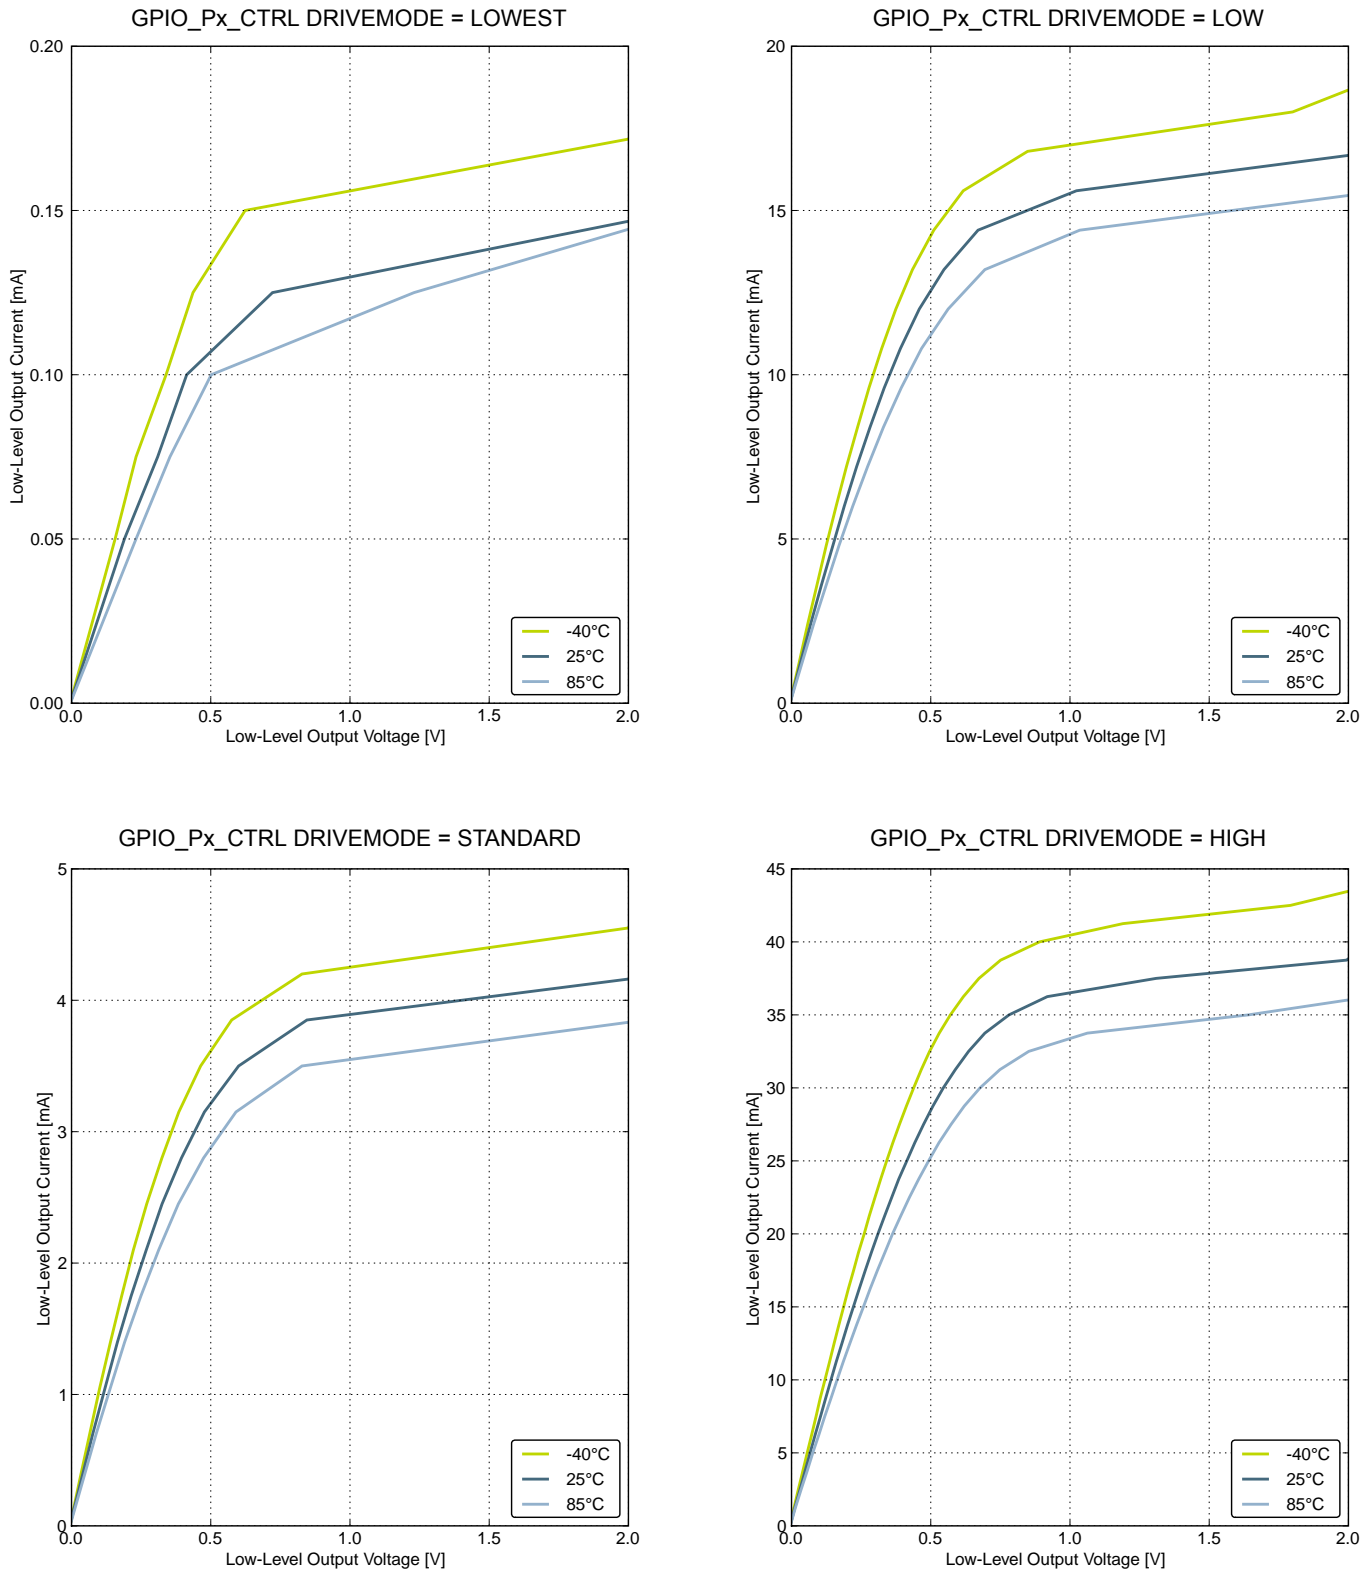 GPIO_Px_CTRL DRIVEMODE = LOWEST
0.20
0.15
0.10
0.05
0.00
Low-Level Output Current [mA]
-40°C
25°C
85°C
0.0 0.5 1.0 1.5 2.0
Low-Level Output Voltage [V]
GPIO_Px_CTRL DRIVEMODE = LOW
20
15
10
5
0
Low-Level Output Current [mA]
-40°C
25°C
85°C
0.0 0.5 1.0 1.5 2.0
Low-Level Output Voltage [V]
GPIO_Px_CTRL DRIVEMODE = STANDARD
5
4
3
2
1
0
Low-Level Output Current [mA]
-40°C
25°C
85°C
0.0 0.5 1.0 1.5 2.0
Low-Level Output Voltage [V]
GPIO_Px_CTRL DRIVEMODE = HIGH
45
40
35
30
25
20
15
10
5
0
Low-Level Output Current [mA]
-40°C
25°C
85°C
0.0 0.5 1.0 1.5 2.0
Low-Level Output Voltage [V]